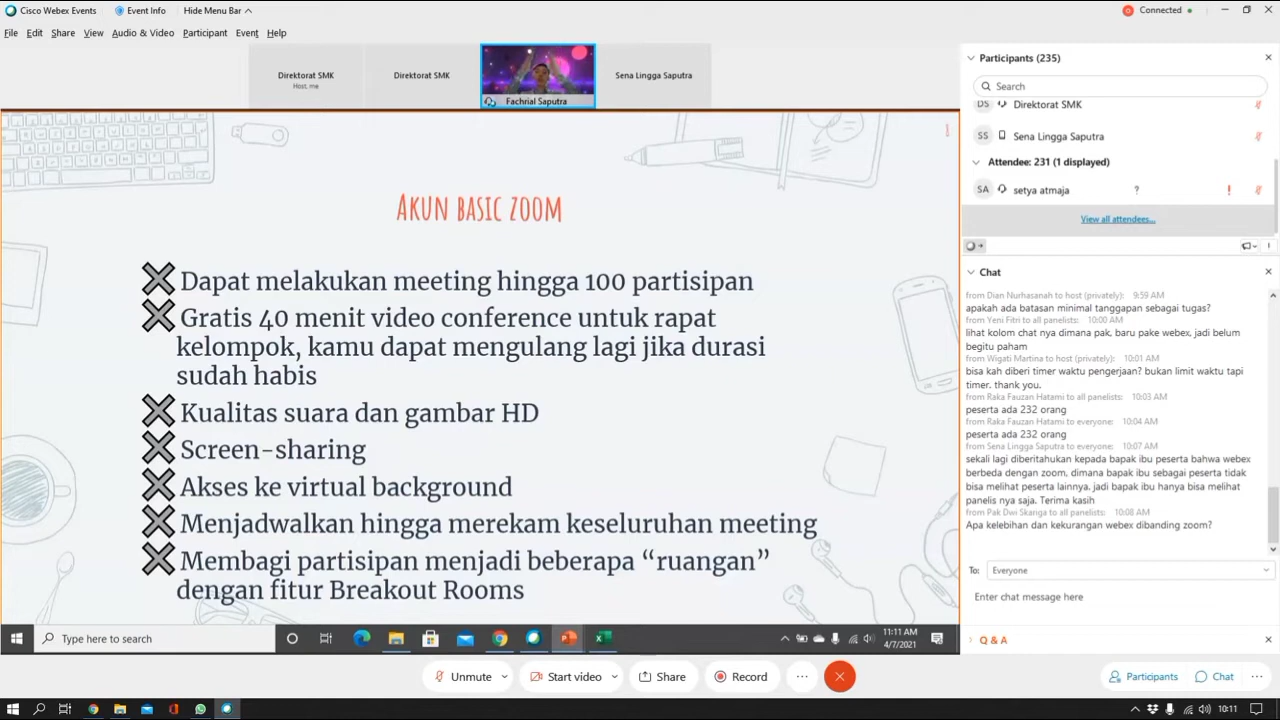 Cisco Webex Events
Event Info
Hide Menu Bar
Connected
File Edit Share View Audio & Video Participant Event Help
Direktorat SMK
Host, me
Direktorat SMK
Fachrial Saputra
Sena Lingga Saputra
1
Akun basic zoom
Dapat melakukan meeting hingga 100 partisipan
Gratis 40 menit video conference untuk rapat
kelompok, kamu dapat mengulang lagi jika durasi
sudah habis
Kualitas suara dan gambar HD
Screen-sharing
Akses ke virtual background
Menjadwalkan hingga merekam keseluruhan meeting
Membagi partisipan menjadi beberapa “ruangan”
dengan fitur Breakout Rooms
Type here to search
11:11 AM
4/7/2021
Participants (235)
Search
DS Direktorat SMK
SS Sena Lingga Saputra
Attendee: 231 (1 displayed)
SA setya atmaja ? !
View all attendees...
Chat
from Dian Nurhasanah to host (privately): 9:59 AM
apakah ada batasan minimal tanggapan sebagai tugas?
from Yeni Fitri to all panelists: 10:00 AM
lihat kolom chat nya dimana pak, baru pake webex, jadi belum
begitu paham
from Wigati Martina to host (privately): 10:01 AM
bisa kah diberi timer waktu pengerjaan? bukan limit waktu tapi
timer. thank you.
from Raka Fauzan Hatami to all panelists: 10:03 AM
peserta ada 232 orang
from Raka Fauzan Hatami to everyone: 10:04 AM
peserta ada 232 orang
from Sena Lingga Saputra to everyone: 10:07 AM
sekali lagi diberitahukan kepada bapak ibu peserta bahwa webex
berbeda dengan zoom, dimana bapak ibu sebagai peserta tidak
bisa melihat peserta lainnya. jadi bapak ibu hanya bisa melihat
panelis nya saja. Terima kasih
from Pak Dwi Skariga to all panelists: 10:08 AM
Apa kelebihan dan kekurangan webex dibanding zoom?
To: Everyone
Enter chat message here
Q & A
Unmute
Start video
Share
Record
Participants
Chat
10:11